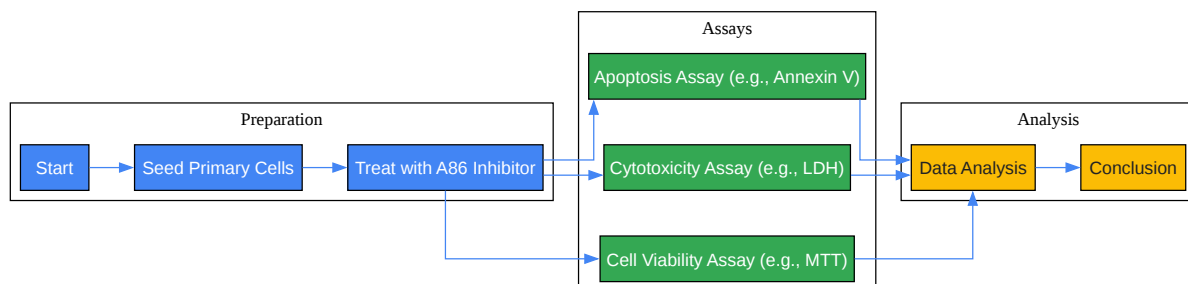 Preparation
Start
Seed Primary Cells
Treat with A86 Inhibitor
Assays
Apoptosis Assay (e.g., Annexin V)
Cytotoxicity Assay (e.g., LDH)
Cell Viability Assay (e.g., MTT)
Analysis
Data Analysis
Conclusion